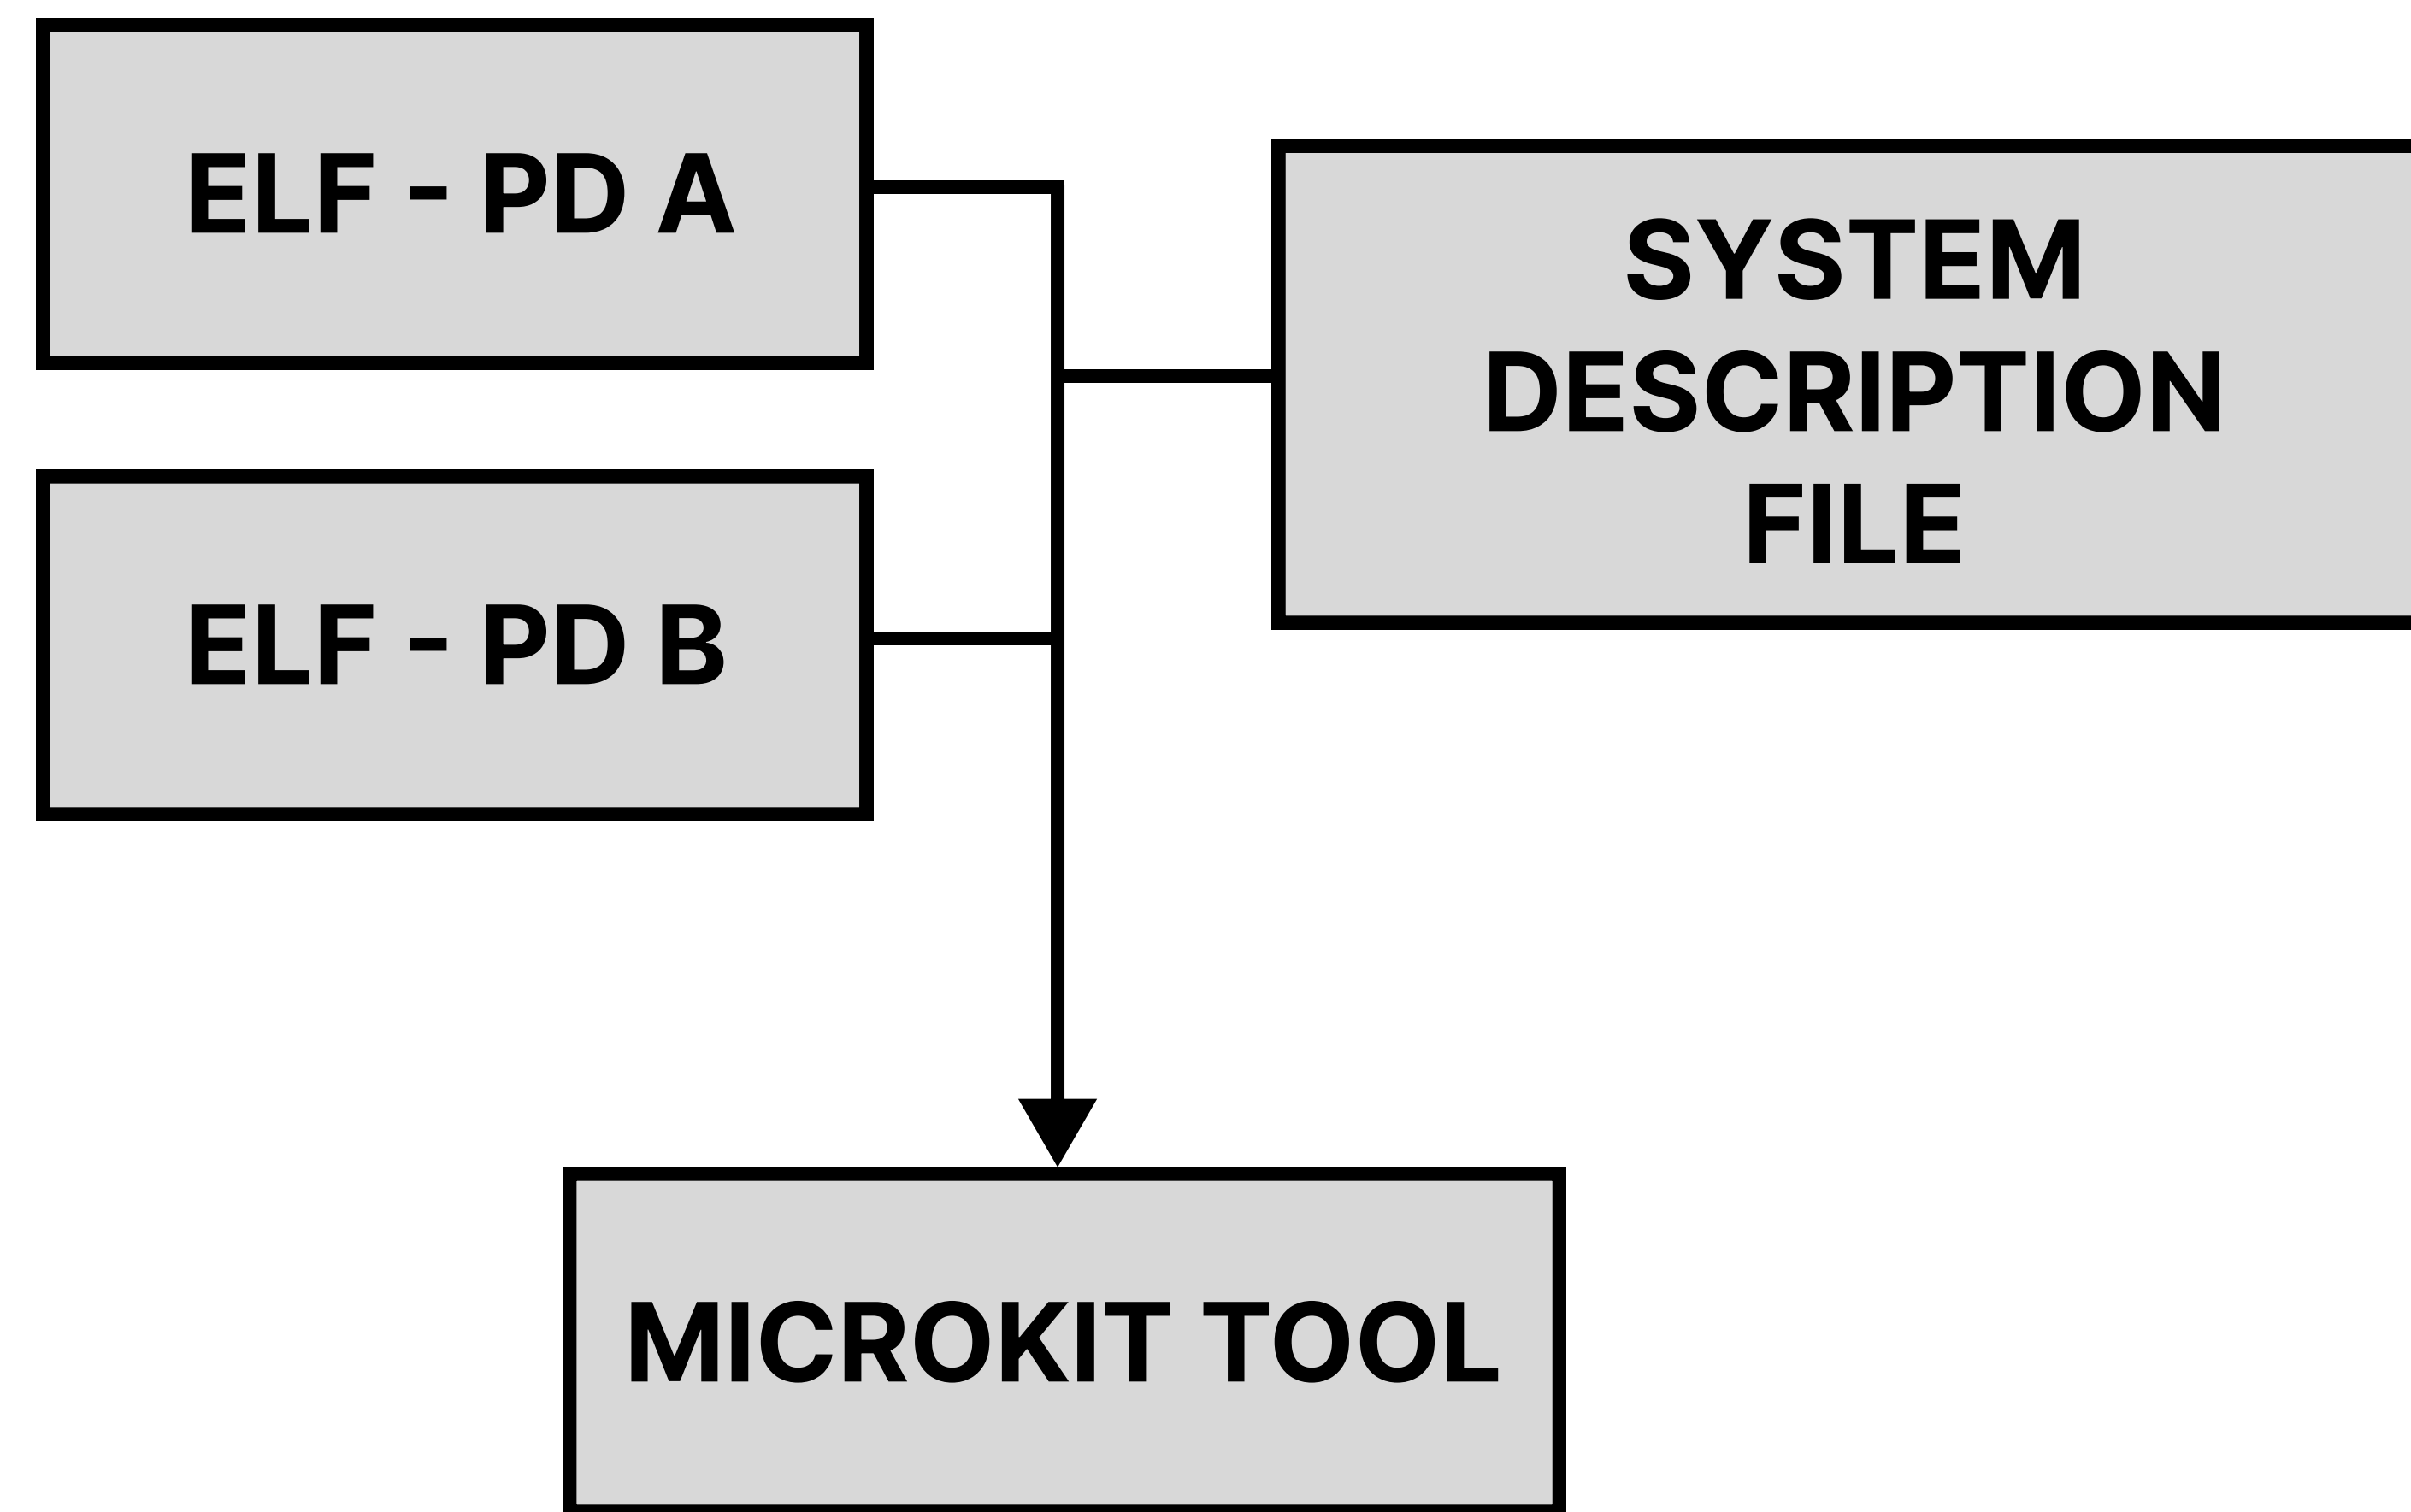 ELF - PD A
SYSTEM
DESCRIPTION
FILE
ELF - PD B
MICROKIT TOOL